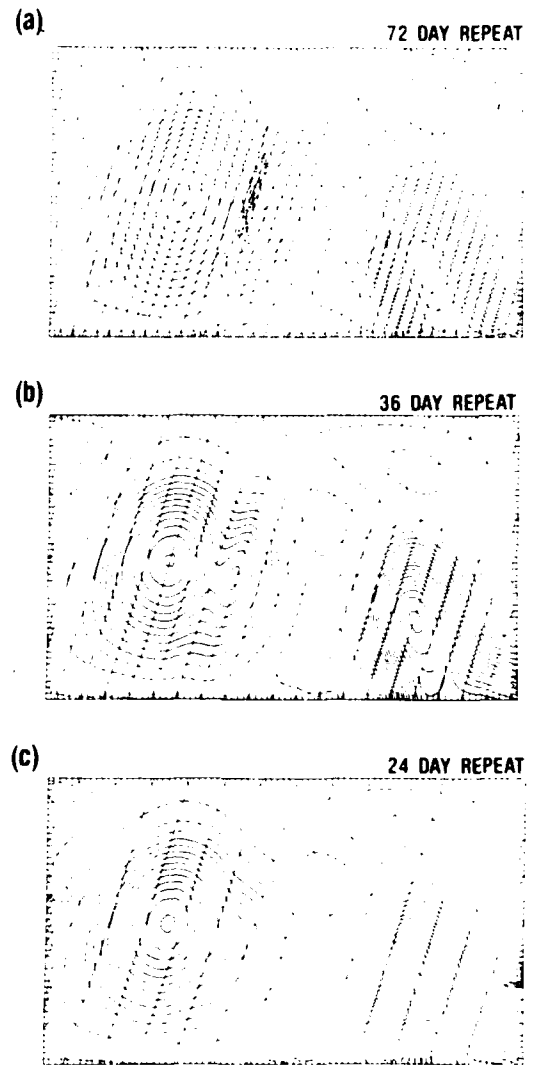 (a)
72 DAY REPEAT
(b)
36 DAY REPEAT
(c)
24 DAY REPEAT